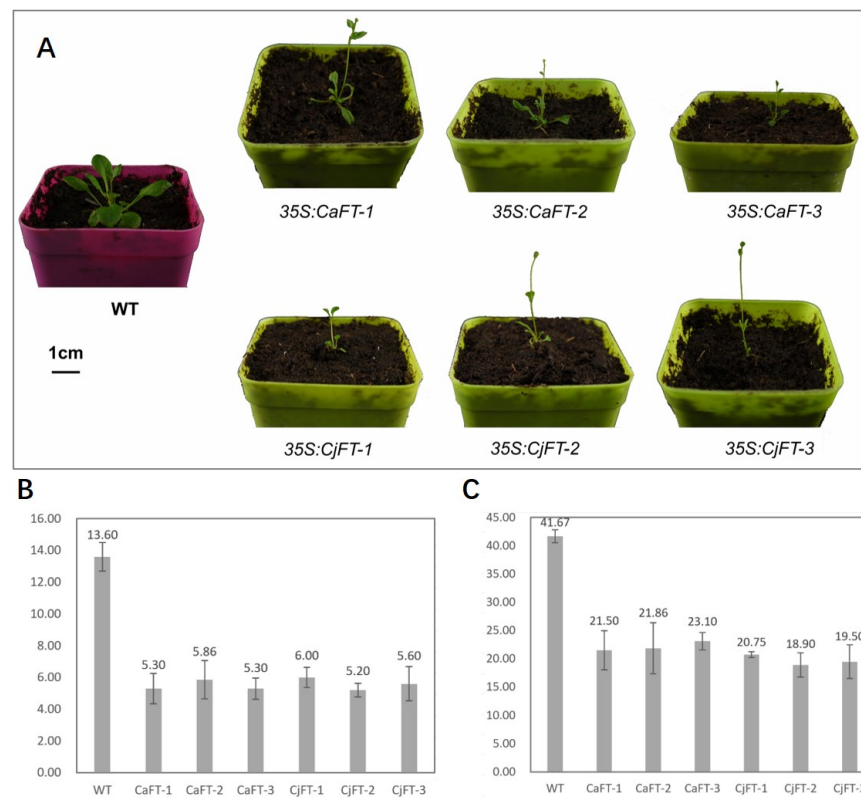 A
35S:CaFT-1
35S:CaFT-2
35S:CaFT-3
WT
1cm
35S:CjFT-1
35S:CjFT-2
35S:CjFT-3
B
16.00
14.00
12.00
10.00
8.00
6.00
4.00
2.00
0.00
13.60
5.30
5.86
5.30
6.00
5.20
5.60
WT
CaFT-1
CaFT-2
CaFT-3
CjFT-1
CjFT-2
CjFT-3
C
45.00
40.00
35.00
30.00
25.00
20.00
15.00
10.00
5.00
0.00
41.67
21.50
21.86
23.10
20.75
18.90
19.50
WT
CaFT-1
CaFT-2
CaFT-3
CjFT-1
CjFT-2